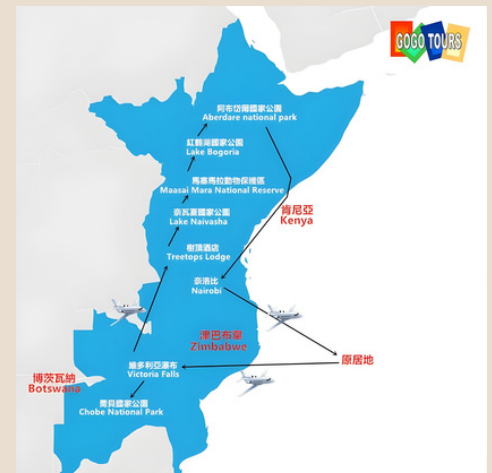 GOGO TOURS
阿布岱爾國家公園
Aberdare national park
紅鶴湖國家公園
Lake Bogoria
馬塞馬拉動物保護區
Maasai Mara National Reserve
奈瓦夏國家公園
Lake Naivasha
肯尼亞
Kenya
樹頂酒店
Treetops Lodge
奈洛比
Nairobi
津巴布韋
Zimbabwe
原居地
維多利亞瀑布
Victoria Falls
博茨瓦納
Botswana
喬貝國家公園
Chobe National Park